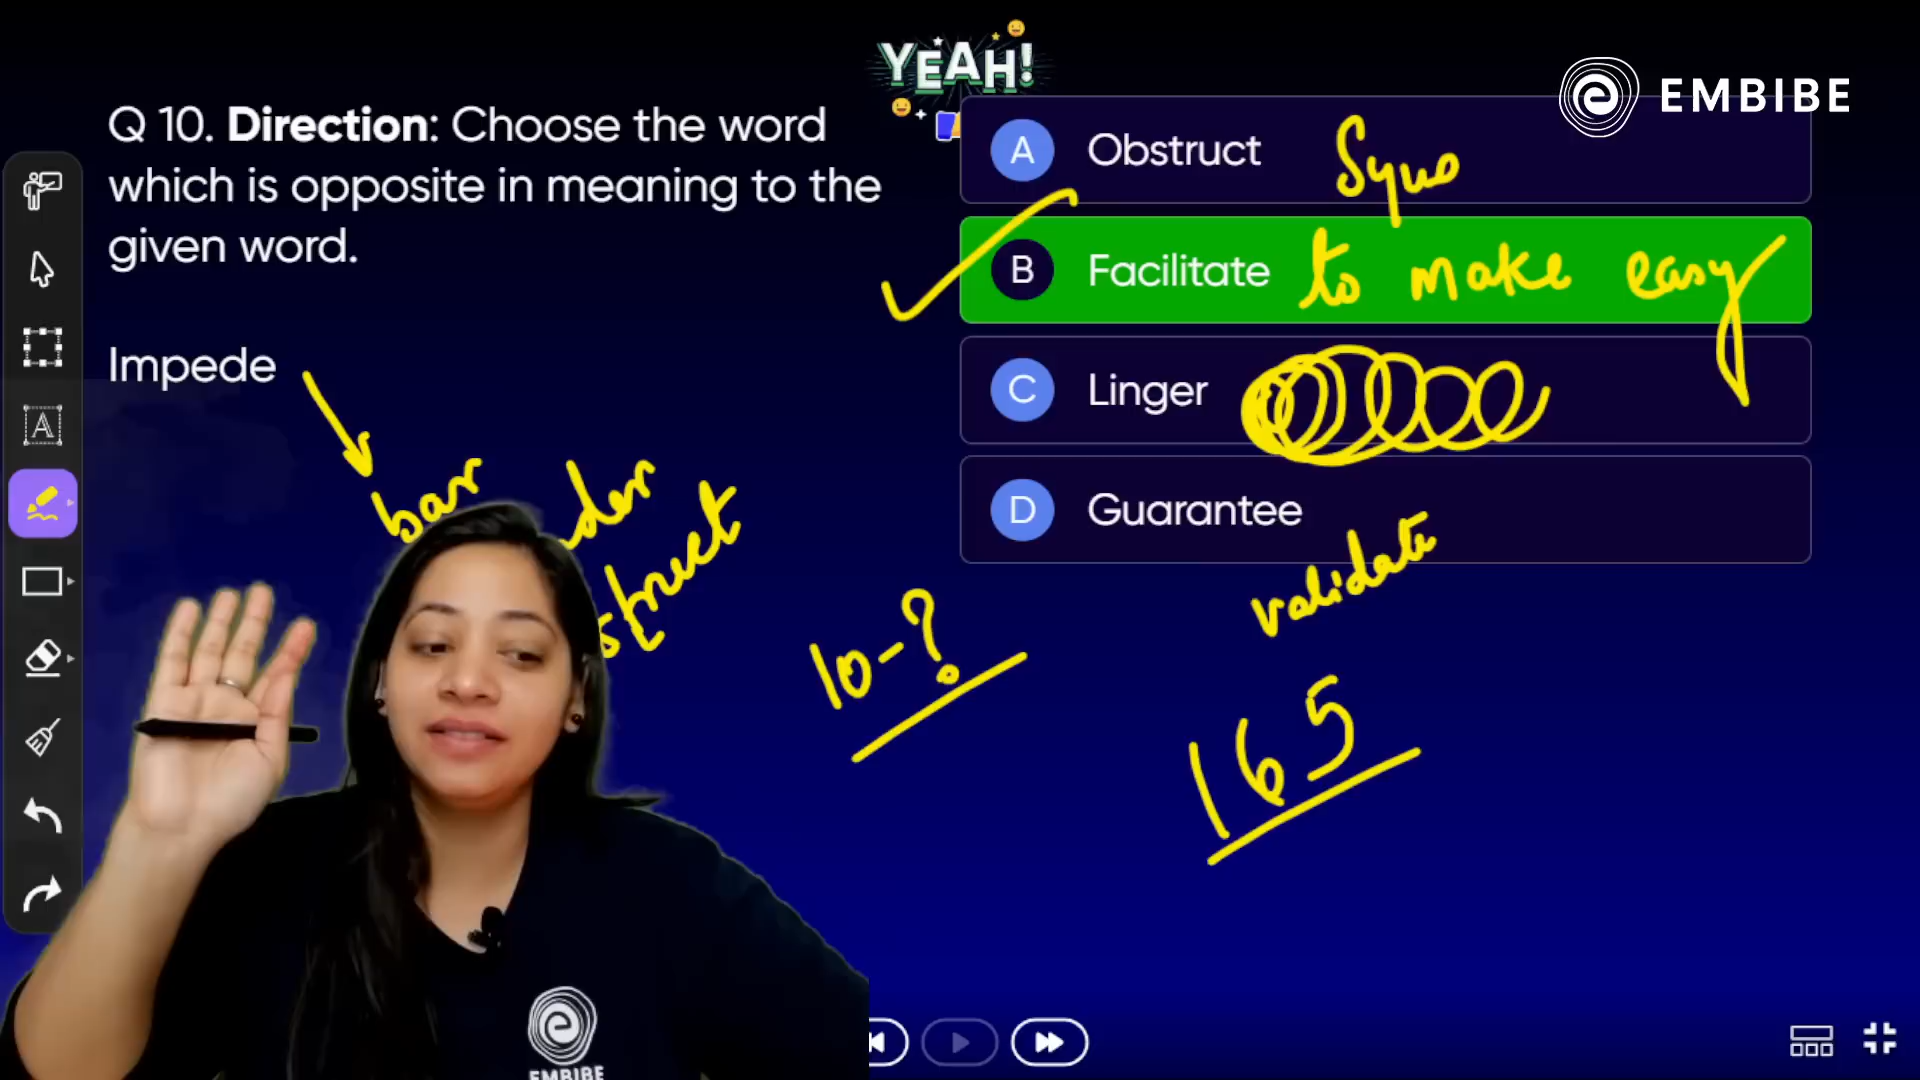 YEAH!
EMBIBE
Q 10. Direction: Choose the word
which is opposite in meaning to the
given word.
Impede
bar
struct
A Obstruct Syno
B Facilitate to make easy
C Linger
D Guarantee
validate
10-?
165
EMBIBE